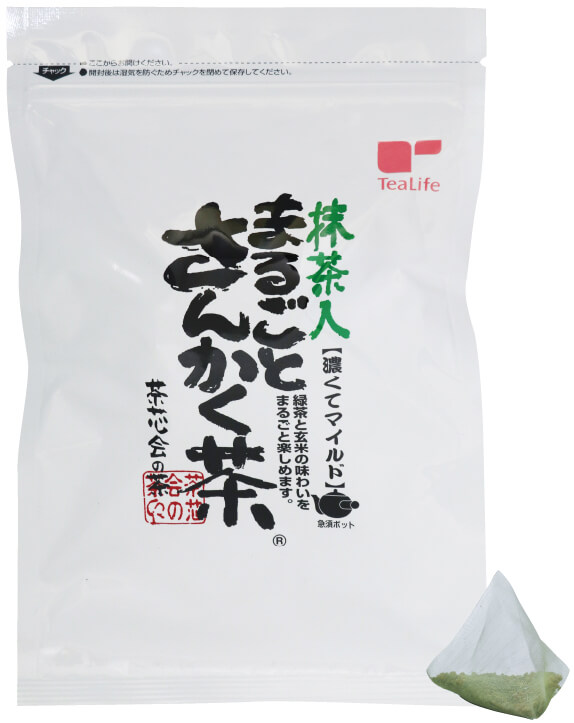 ここからお開けください。
チャック
●開封後は湿気を防ぐためチャックを閉めて保存してください。
TeaLife
抹茶入
まるごと
さんかく茶®
【濃くてマイルド】
緑茶と玄米の味わいを
まるごと楽しめます。
急須ポット
茶芯会の茶